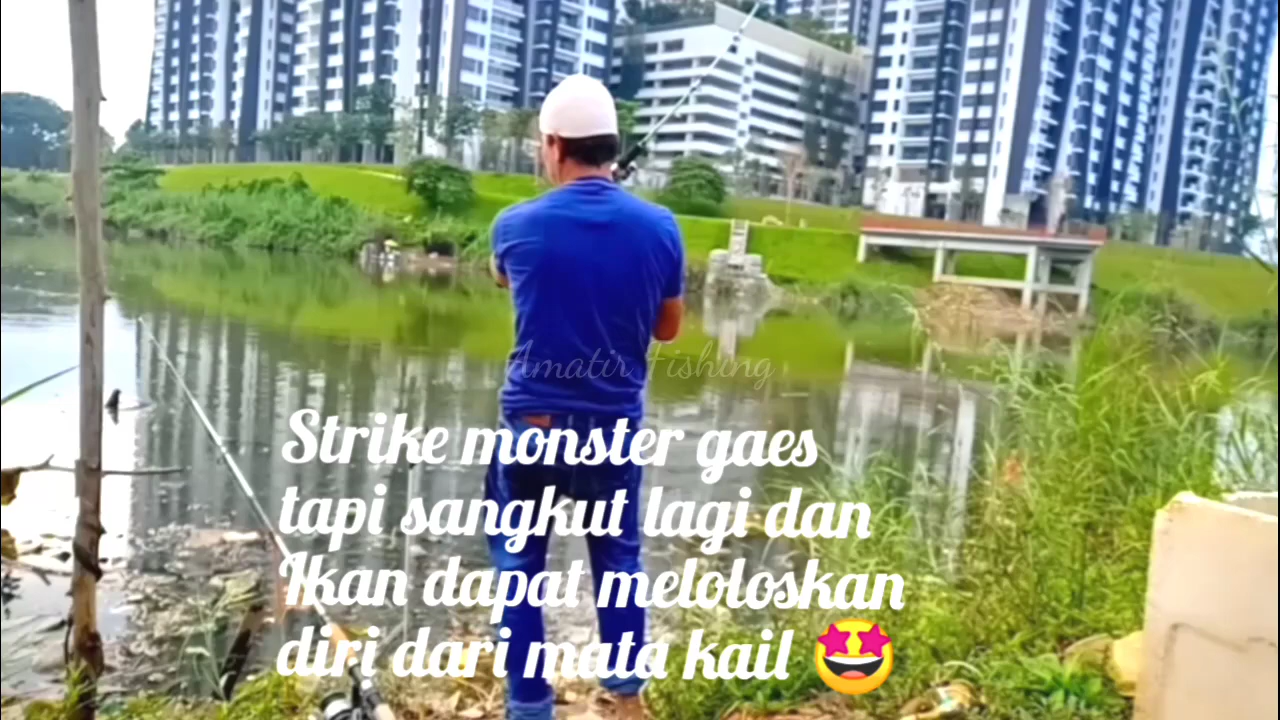 Amatir Fishing
Strike monster gaes
tapi sangkut lagi dan
Ikan dapat meloloskan
diri dari mata kail 🤩